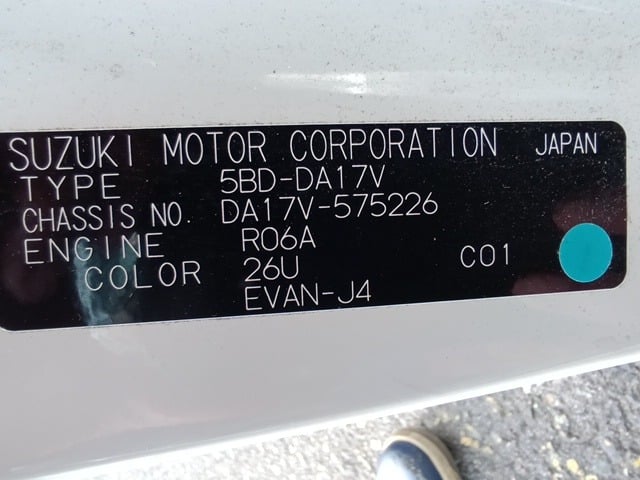 SUZUKI MOTOR CORPORATION JAPAN
TYPE 5BD-DA17V
CHASSIS NO. DA17V-575226
ENGINE R06A
COLOR 26U C01
EVAN-J4